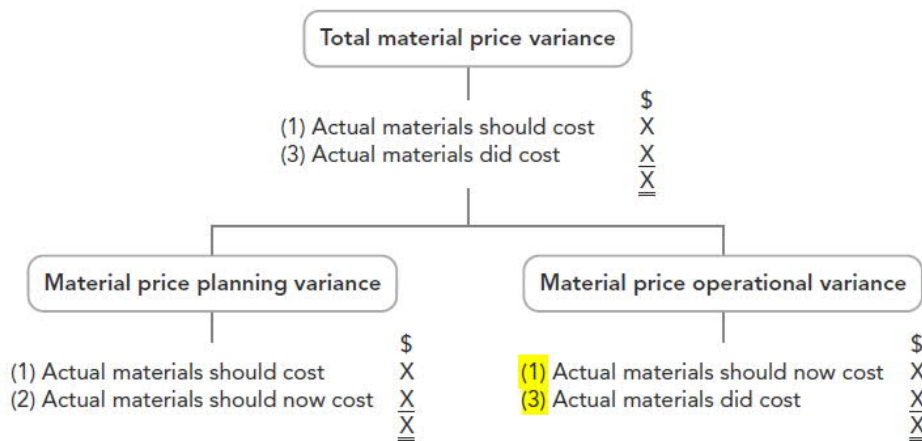 Total material price variance
$
(1) Actual materials should cost X
(3) Actual materials did cost X
X
Material price planning variance
Material price operational variance
$
(1) Actual materials should cost X
(2) Actual materials should now cost X
X
$
(1) Actual materials should now cost X
(3) Actual materials did cost X
X